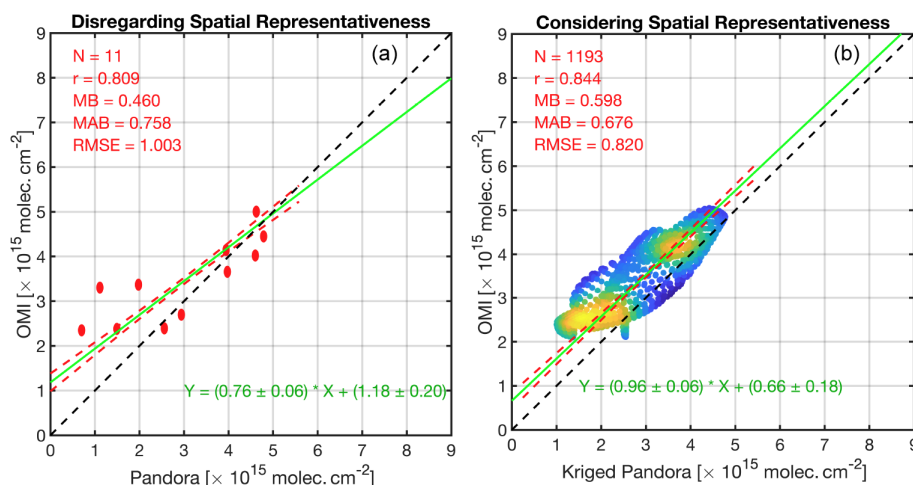 Disregarding Spatial Representativeness
9
8
7
6
5
4
3
2
1
0
OMI [× 10^15 molec. cm^-2]
N = 11
r = 0.809
MB = 0.460
MAB = 0.758
RMSE = 1.003
(a)
Y = (0.76 ± 0.06) * X + (1.18 ± 0.20)
0 1 2 3 4 5 6 7 8 9
Pandora [× 10^15 molec. cm^-2]
Considering Spatial Representativeness
9
8
7
6
5
4
3
2
1
0
OMI [× 10^15 molec. cm^-2]
N = 1193
r = 0.844
MB = 0.598
MAB = 0.676
RMSE = 0.820
(b)
Y = (0.96 ± 0.06) * X + (0.66 ± 0.18)
0 1 2 3 4 5 6 7 8 9
Kriged Pandora [× 10^15 molec. cm^-2]